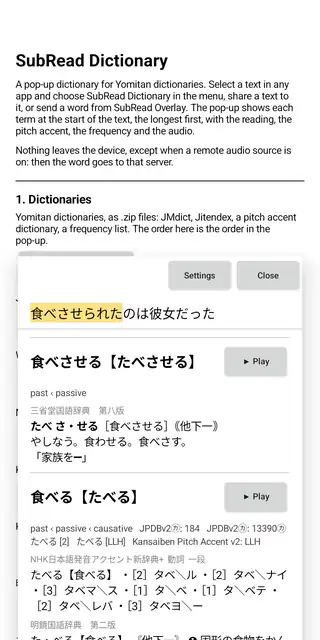 SubRead Dictionary
A pop-up dictionary for Yomitan dictionaries. Select a text in any
app and choose SubRead Dictionary in the menu, share a text to
it, or send a word from SubRead Overlay. The pop-up shows each
term at the start of the text, the longest first, with the reading, the
pitch accent, the frequency and the audio.
Nothing leaves the device, except when a remote audio source is
on: then the word goes to that server.
1. Dictionaries
Yomitan dictionaries, as .zip files: JMdict, Jitendex, a pitch accent
dictionary, a frequency list. The order here is the order in the
pop-up.
Settings
Close
食べさせられたのは彼女だった
食べさせる【たべさせる】
► Play
past ‹ passive
三省堂国語辞典 第八版
たべ さ・せる［食べさせる］《他下一》
やしなう。食わせる。食べさす。
「家族を━」
食べる【たべる】
► Play
past ‹ passive ‹ causative JPDBv2㋕: 184 JPDBv2㋕: 13390㋕
たべる [2] たべる [LLH] Kansaiben Pitch Accent v2: LLH
NHK日本語発音アクセント新辞典+ 動詞 一段
たべる【食べる】 ・［2］タベ＼ル ・［2］タベ＼ナイ
・［3］タベマ＼ス ・［1］タ＼ベ ・［1］タ＼ベテ ・
［2］タベ＼レバ ・［3］タベヨ＼ー
明鏡国語辞典 第二版